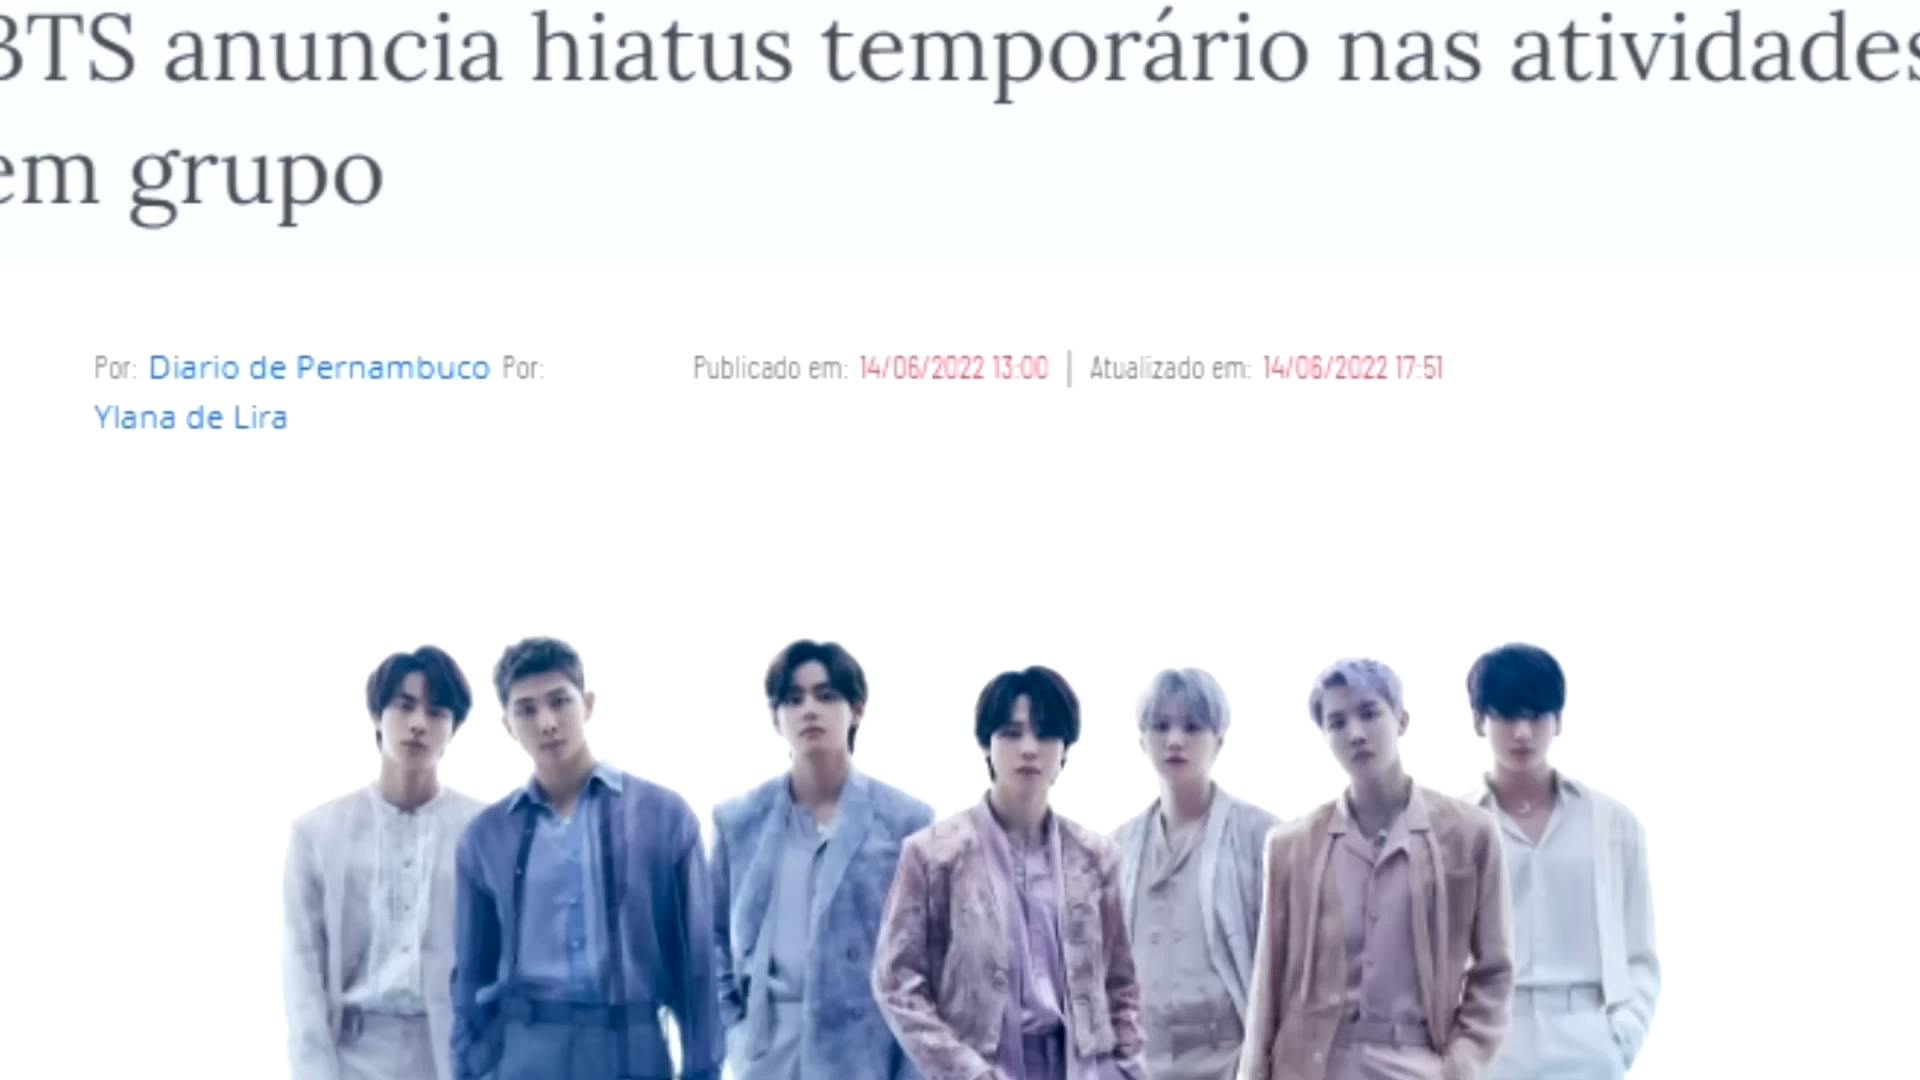 BTS anuncia hiatus temporário nas atividades
em grupo
Por: Diario de Pernambuco Por:
Ylana de Lira
Publicado em: 14/06/2022 13:00 | Atualizado em: 14/06/2022 17:51